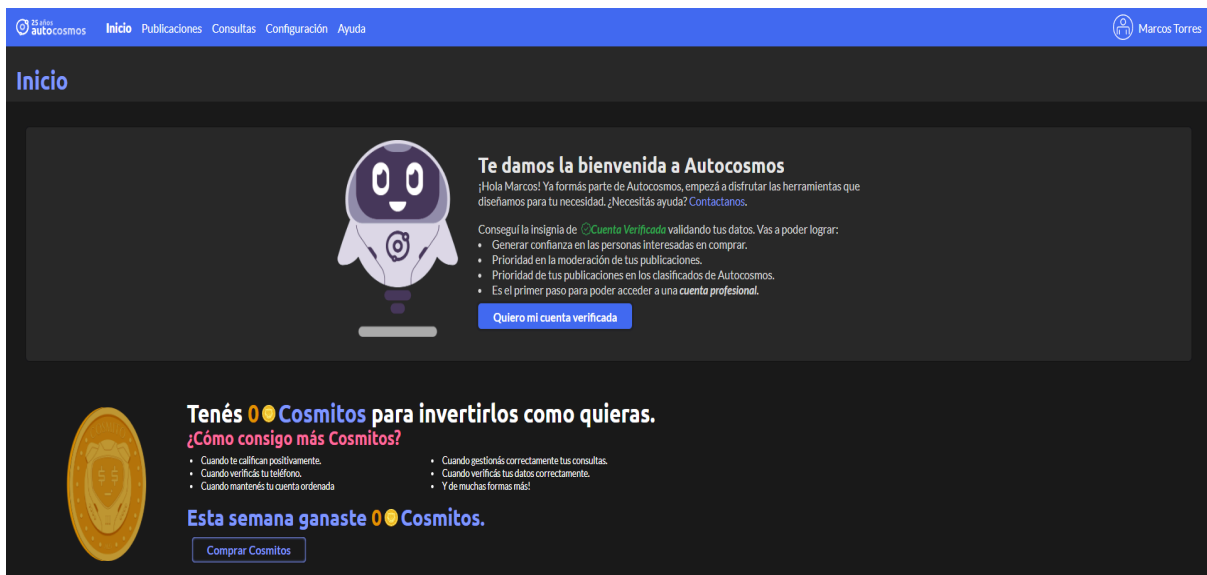 25 años
autocosmos
Inicio Publicaciones Consultas Configuración Ayuda
Marcos Torres
Inicio
Te damos la bienvenida a Autocosmos
¡Hola Marcos! Ya formás parte de Autocosmos, empezá a disfrutar las herramientas que
diseñamos para tu necesidad. ¿Necesitás ayuda? Contactanos.
Conseguí la insignia de Cuenta Verificada validando tus datos. Vas a poder lograr:
• Generar confianza en las personas interesadas en comprar.
• Prioridad en la moderación de tus publicaciones.
• Prioridad de tus publicaciones en los clasificados de Autocosmos.
• Es el primer paso para poder acceder a una cuenta profesional.
Quiero mi cuenta verificada
Tenés 0 Cosmitos para invertirlos como quieras.
¿Cómo consigo más Cosmitos?
• Cuando te califican positivamente.
• Cuando verificás tu teléfono.
• Cuando mantenés tu cuenta ordenada
• Cuando gestionás correctamente tus consultas.
• Cuando verificás tus datos correctamente.
• Y de muchas formas más!
Esta semana ganaste 0 Cosmitos.
Comprar Cosmitos